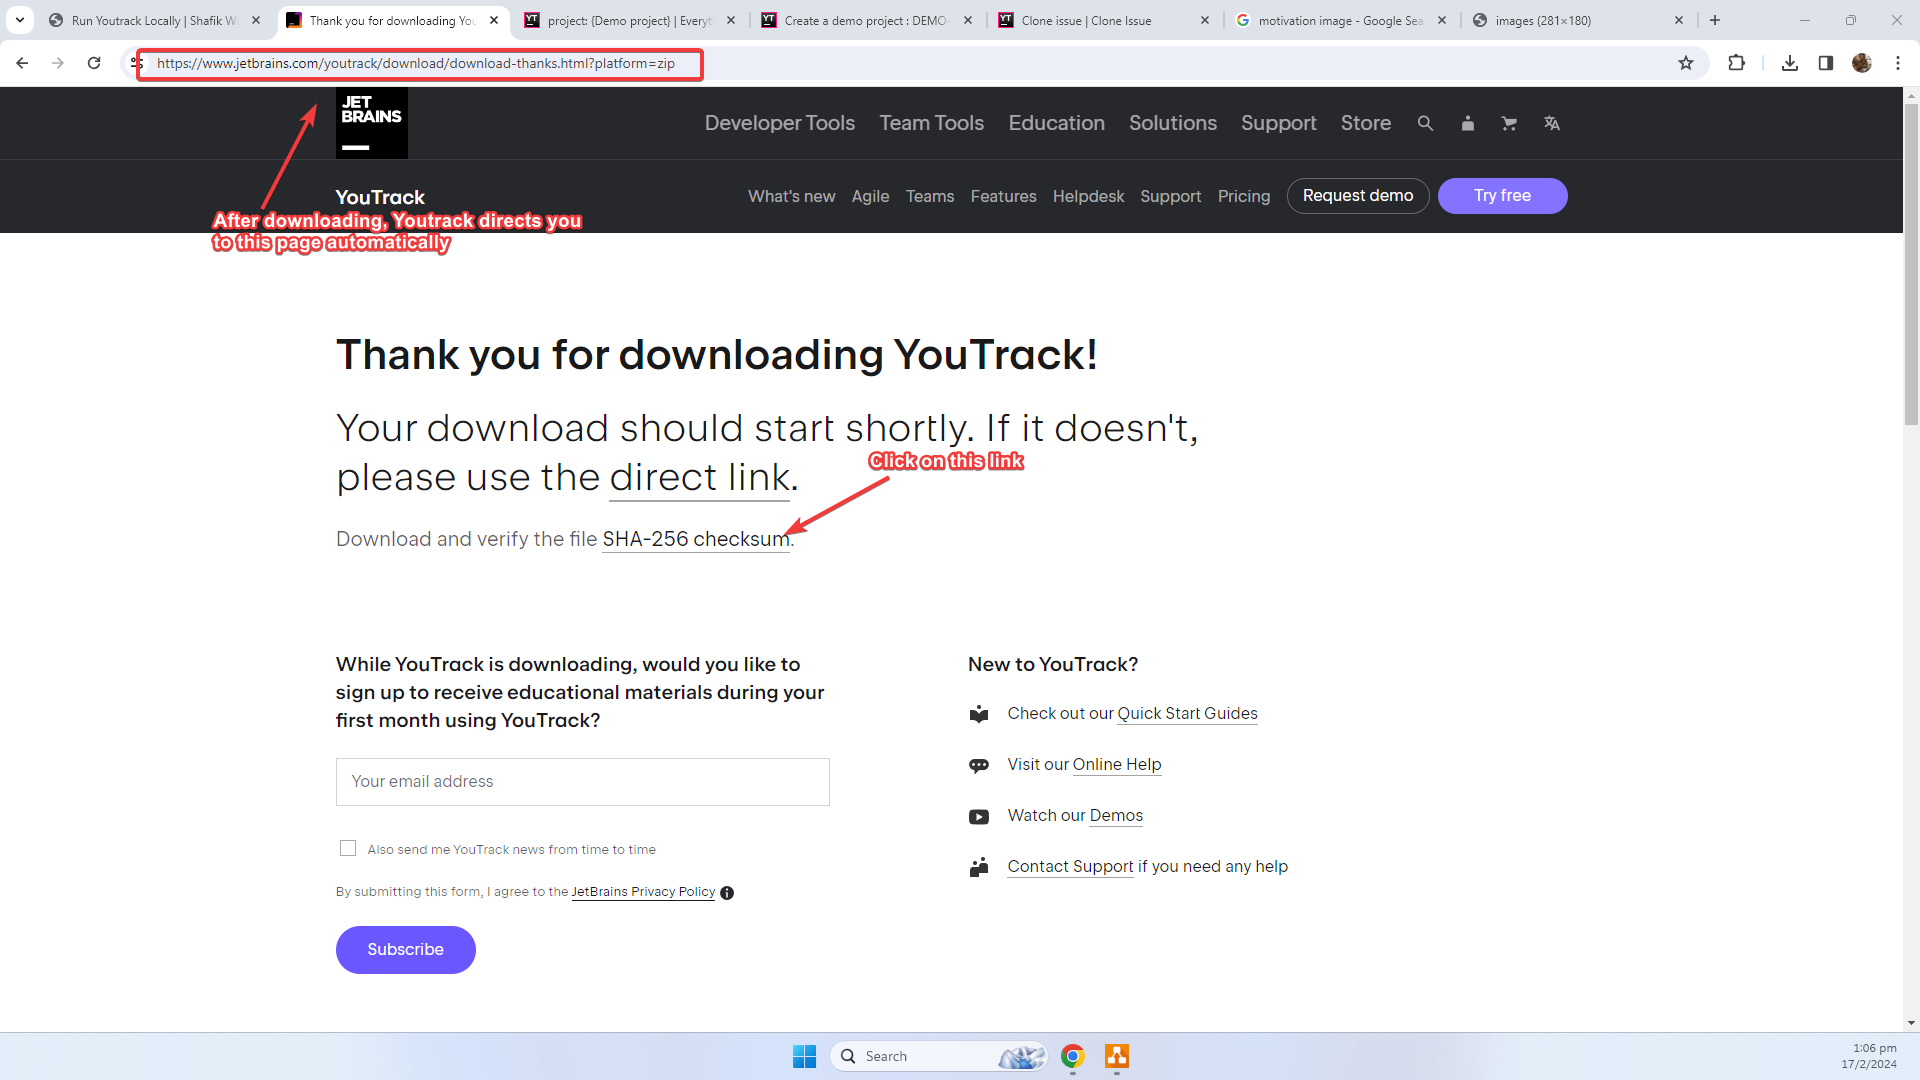 Run Youtrack Locally | Shafik Wa
Thank you for downloading You
project: {Demo project} | Everyt
Create a demo project : DEMO-
Clone issue | Clone Issue
motivation image - Google Sea
images (281×180)
https://www.jetbrains.com/youtrack/download/download-thanks.html?platform=zip
JET
BRAINS
Developer Tools Team Tools Education Solutions Support Store
YouTrack
What's new Agile Teams Features Helpdesk Support Pricing Request demo Try free
After downloading, Youtrack directs you
to this page automatically
Thank you for downloading YouTrack!
Your download should start shortly. If it doesn't,
please use the direct link.
Click on this link
Download and verify the file SHA-256 checksum.
While YouTrack is downloading, would you like to
sign up to receive educational materials during your
first month using YouTrack?
Your email address
Also send me YouTrack news from time to time
By submitting this form, I agree to the JetBrains Privacy Policy
Subscribe
New to YouTrack?
Check out our Quick Start Guides
Visit our Online Help
Watch our Demos
Contact Support if you need any help
Search
1:06 pm
17/2/2024